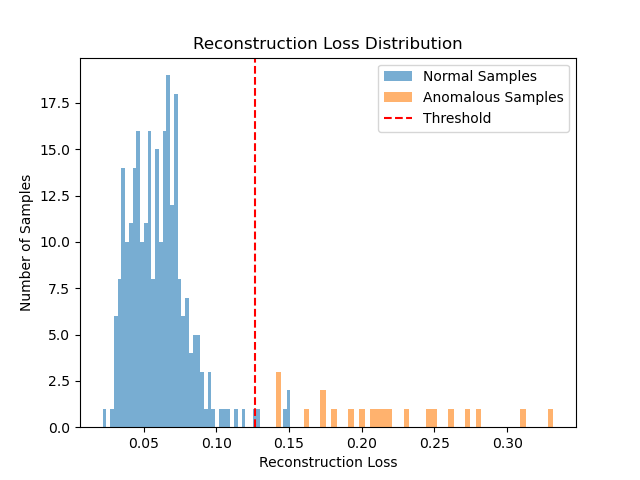 Reconstruction Loss Distribution
Normal Samples
Anomalous Samples
Threshold
17.5
15.0
12.5
10.0
7.5
5.0
2.5
0.0
Number of Samples
0.05 0.10 0.15 0.20 0.25 0.30
Reconstruction Loss